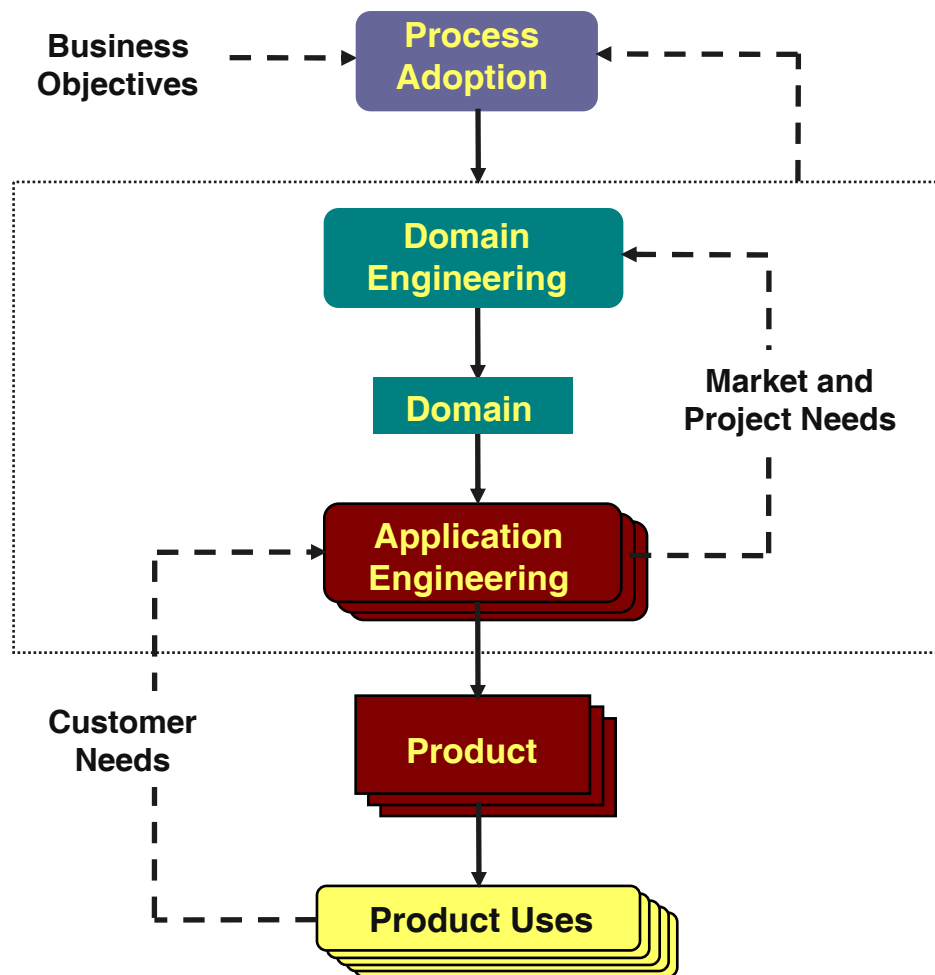 Business
Objectives
Process
Adoption
Domain
Engineering
Domain
Market and
Project Needs
Application
Engineering
Customer
Needs
Product
Product Uses